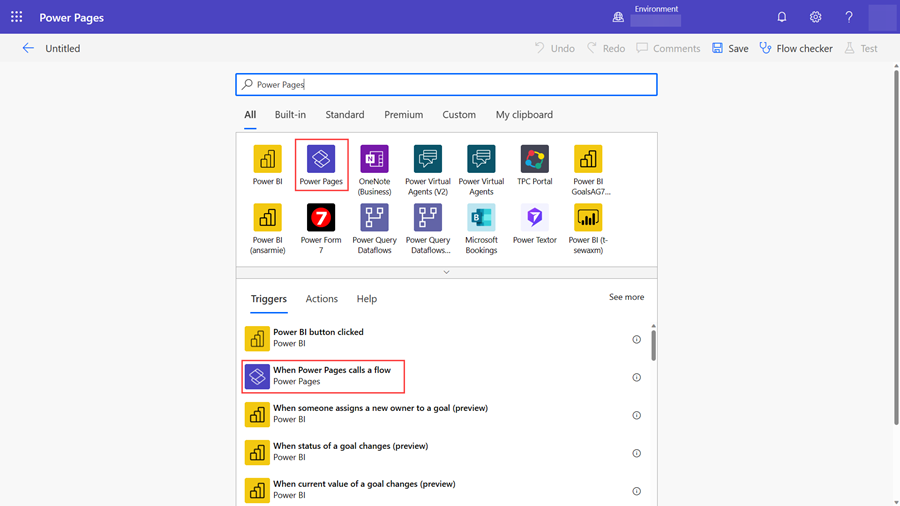 Power Pages
Environment
Untitled
Undo
Redo
Comments
Save
Flow checker
Test
Power Pages
All
Built-in
Standard
Premium
Custom
My clipboard
Power BI
Power Pages
OneNote
(Business)
Power Virtual
Agents (V2)
Power Virtual
Agents
TPC Portal
Power BI
GoalsAG7...
Power BI
(ansarmie)
Power Form
7
Power Query
Dataflows
Power Query
Dataflows...
Microsoft
Bookings
Power Textor
Power BI (t-
sewaxm)
Triggers
Actions
Help
See more
Power BI button clicked
Power BI
When Power Pages calls a flow
Power Pages
When someone assigns a new owner to a goal (preview)
Power BI
When status of a goal changes (preview)
Power BI
When current value of a goal changes (preview)
Power BI